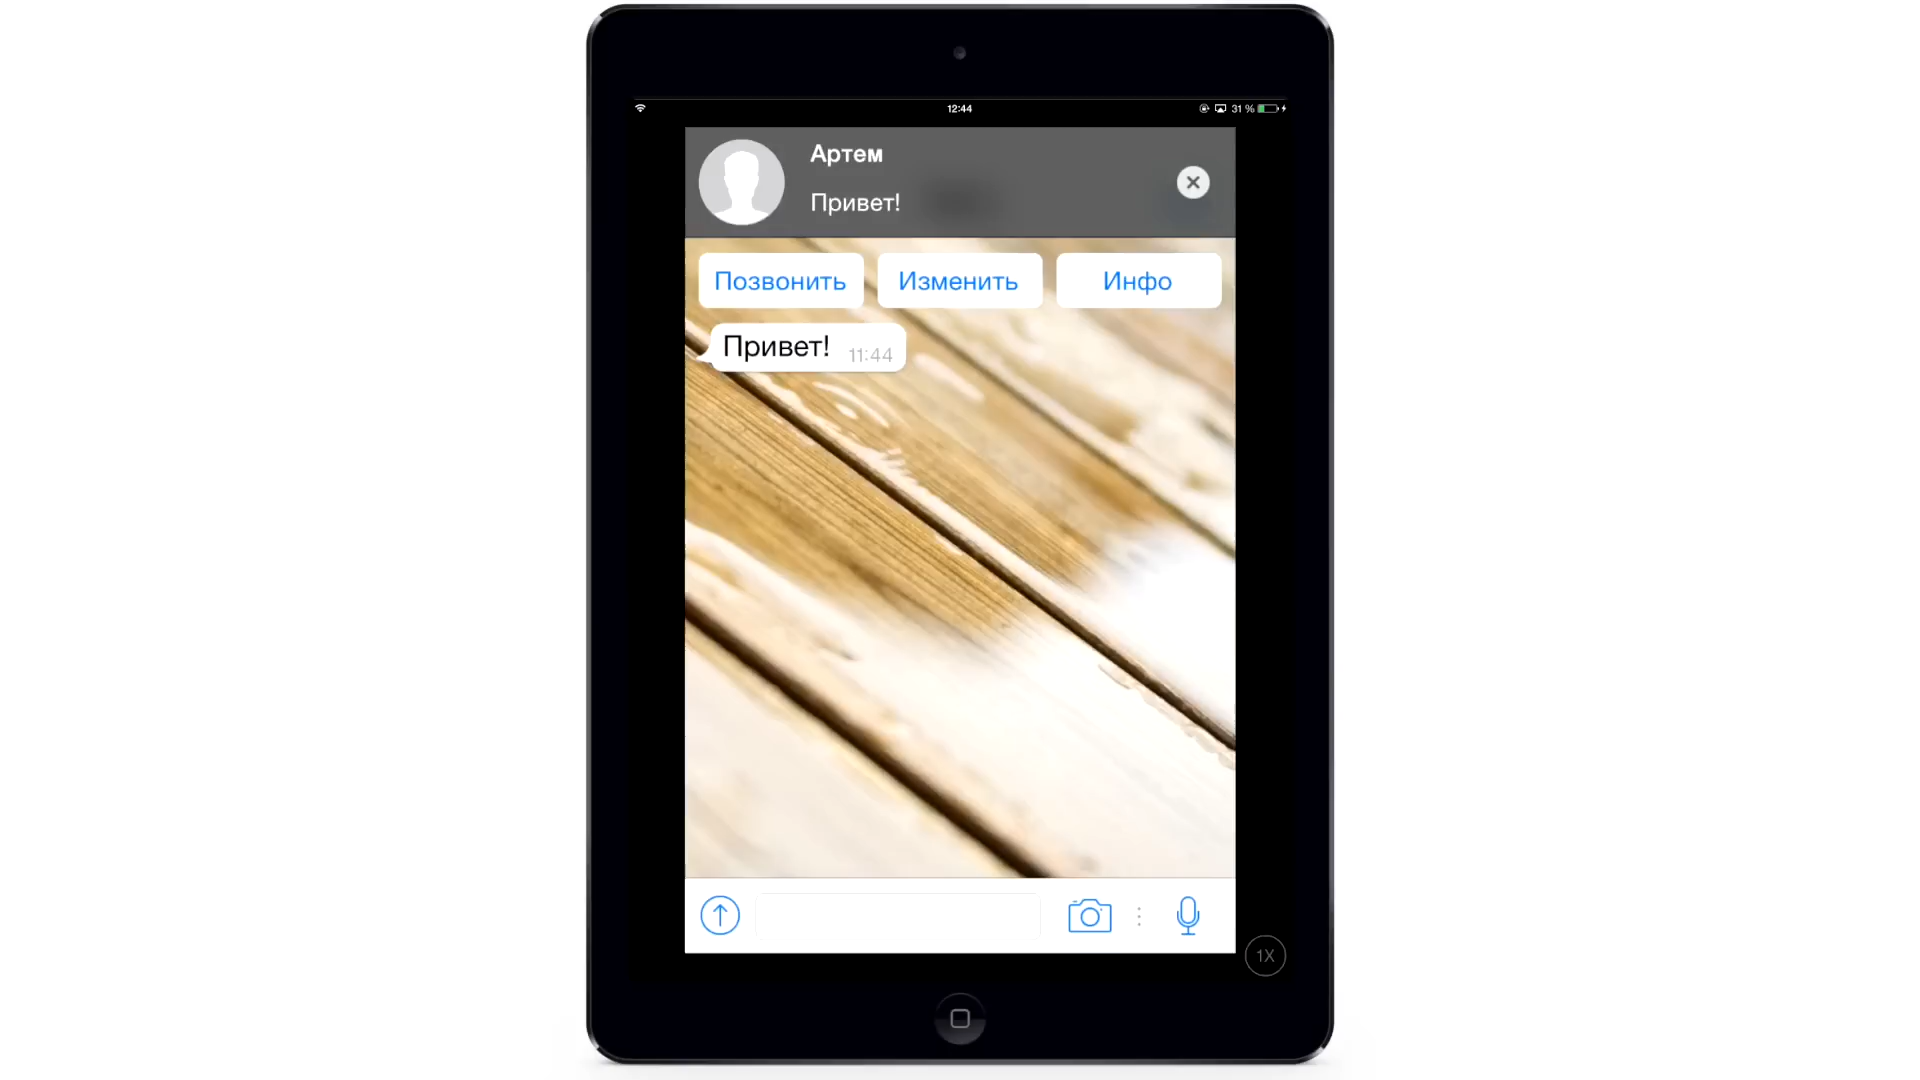 12:44
31 %
Артем
Привет!
Позвонить
Изменить
Инфо
Привет! 11:44
1X